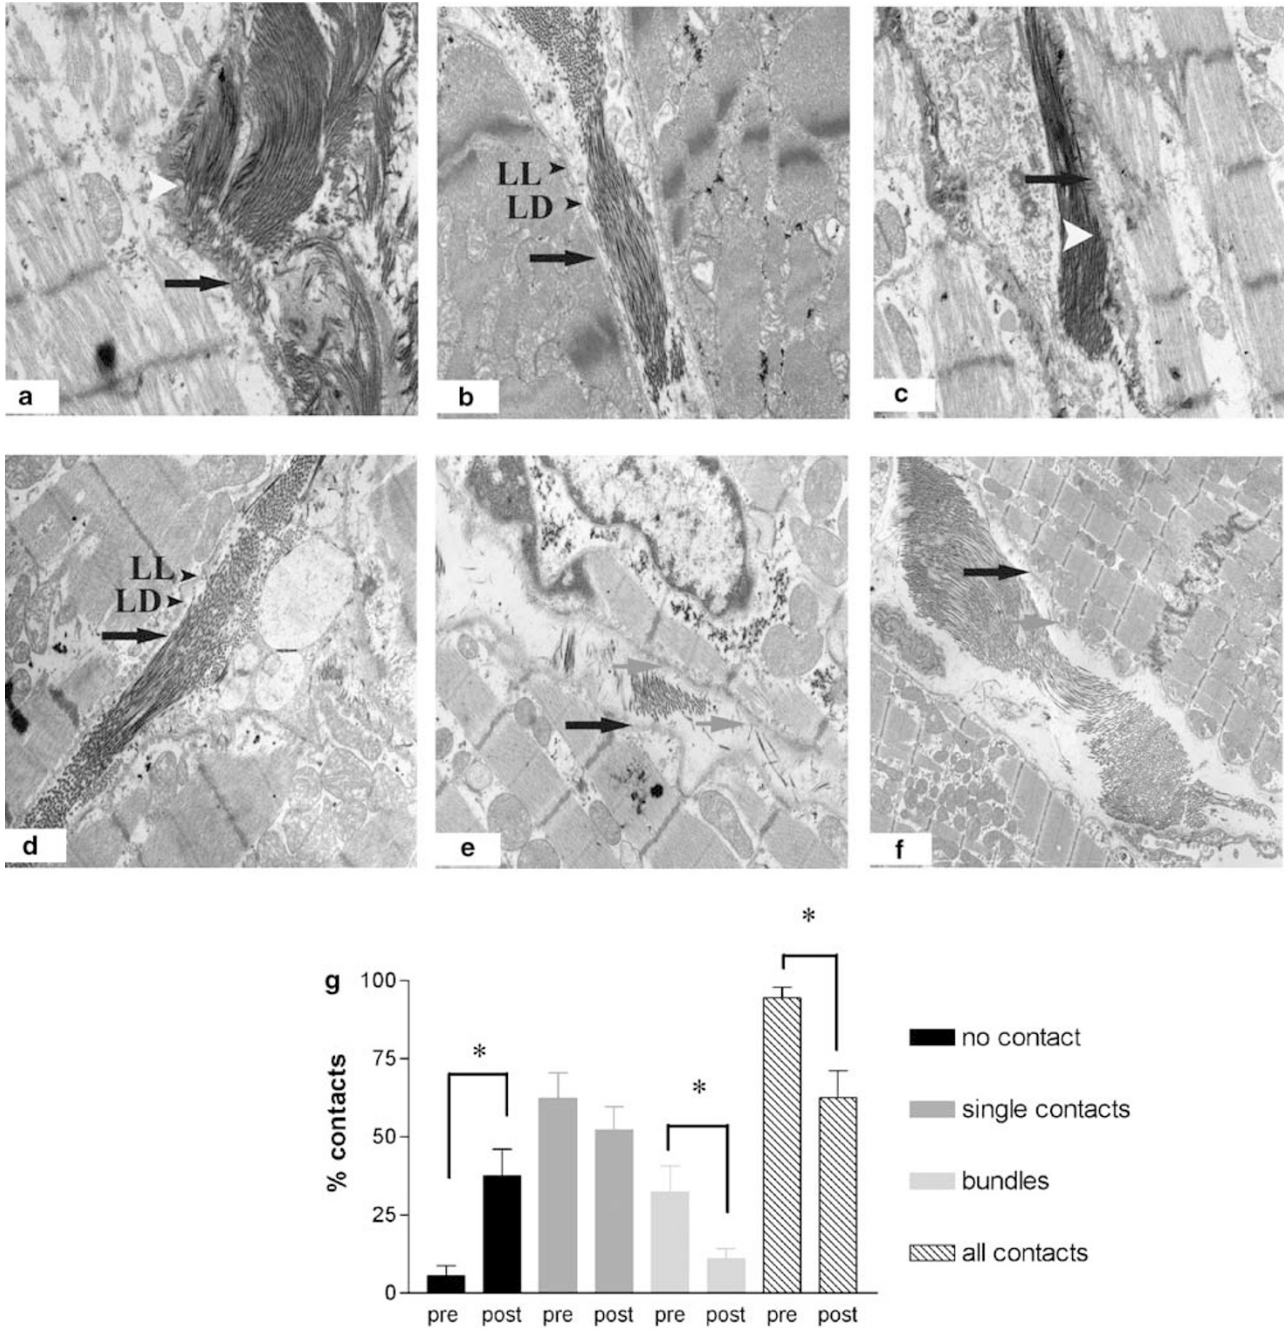 a
LL
LD
b
c
LL
LD
d
e
f
g
100
75
50
25
0
% contacts
*
*
*
pre post pre post pre post pre post
no contact
single contacts
bundles
all contacts